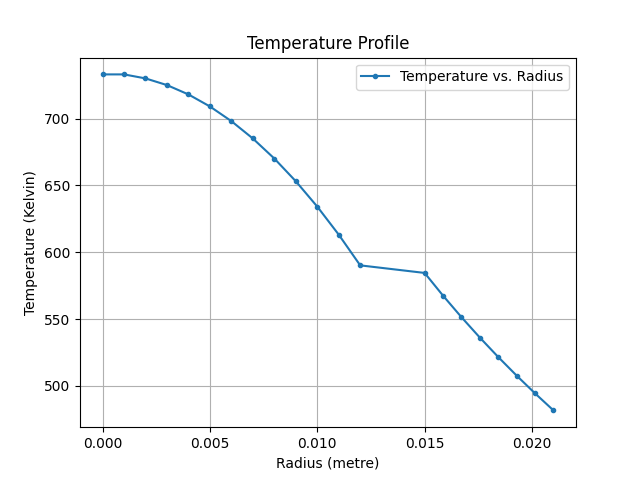 Temperature Profile
Temperature vs. Radius
Temperature (Kelvin)
700
650
600
550
500
0.000 0.005 0.010 0.015 0.020
Radius (metre)